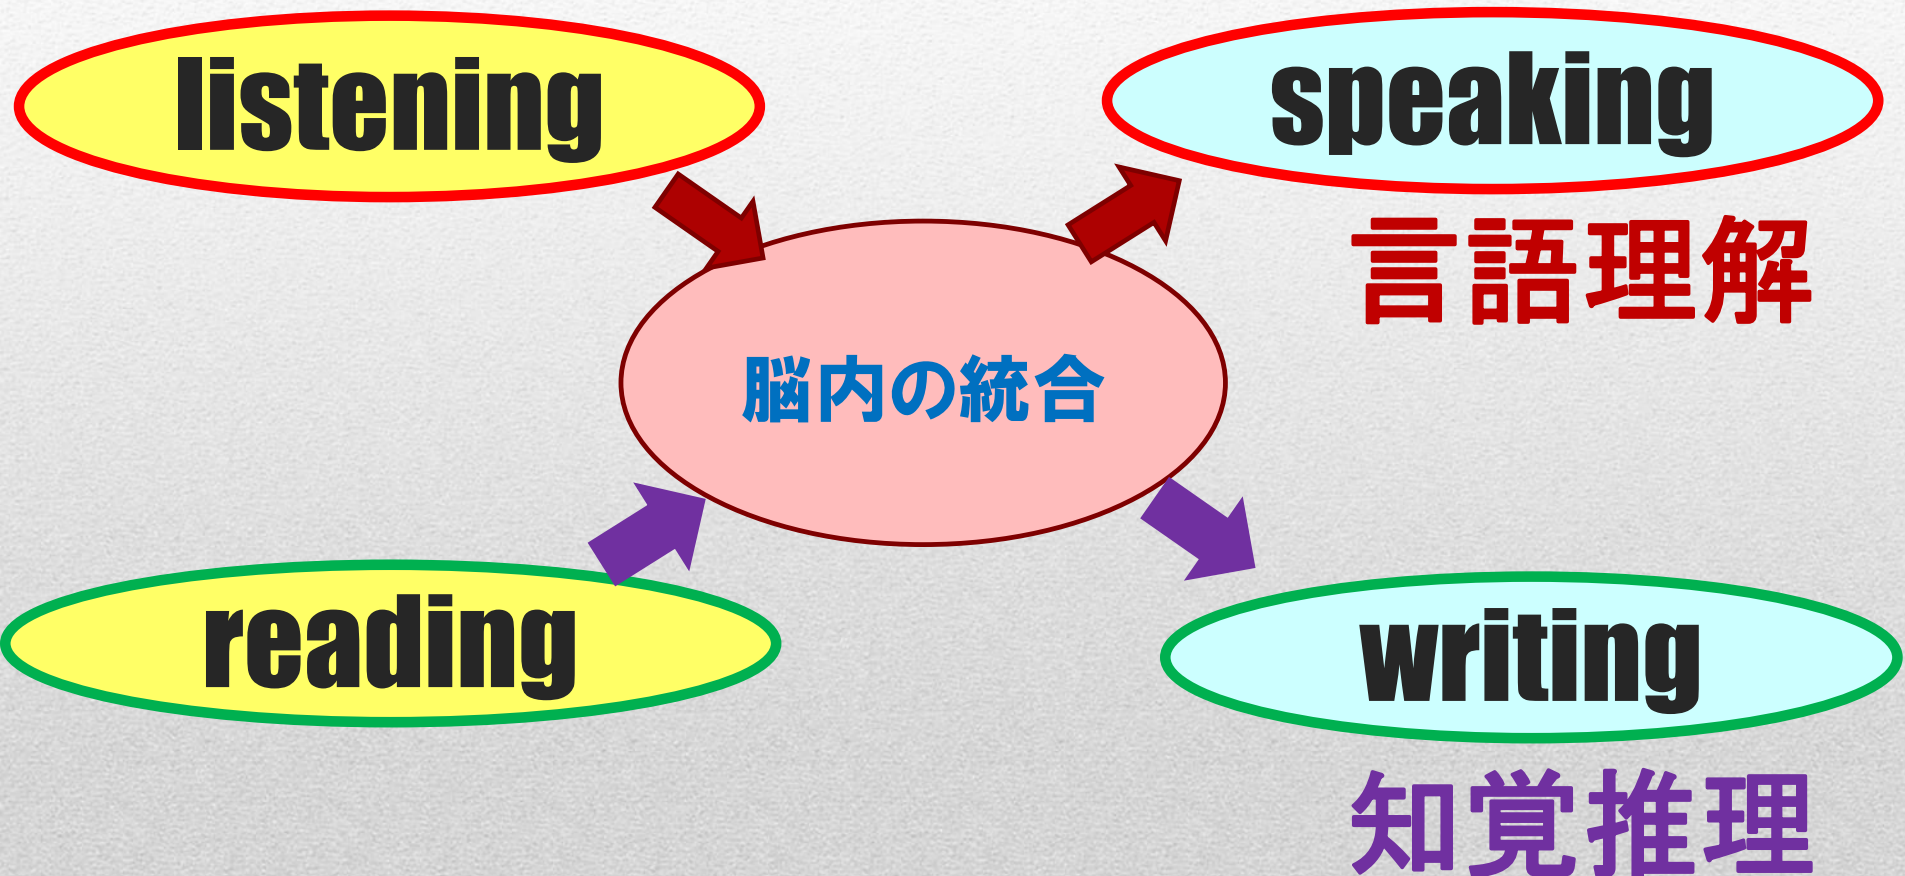 listening
speaking
言語理解
脳内の統合
reading
writing
知覚推理